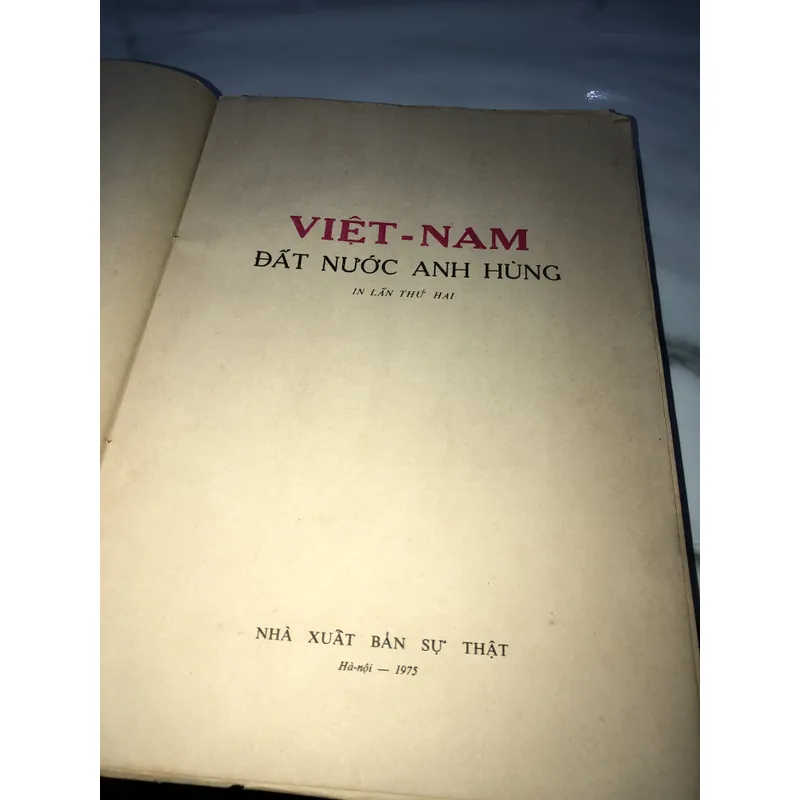 VIỆT-NAM
ĐẤT NƯỚC ANH HÙNG
IN LẦN THỨ HAI
NHÀ XUẤT BẢN SỰ THẬT
Hà-nội — 1975